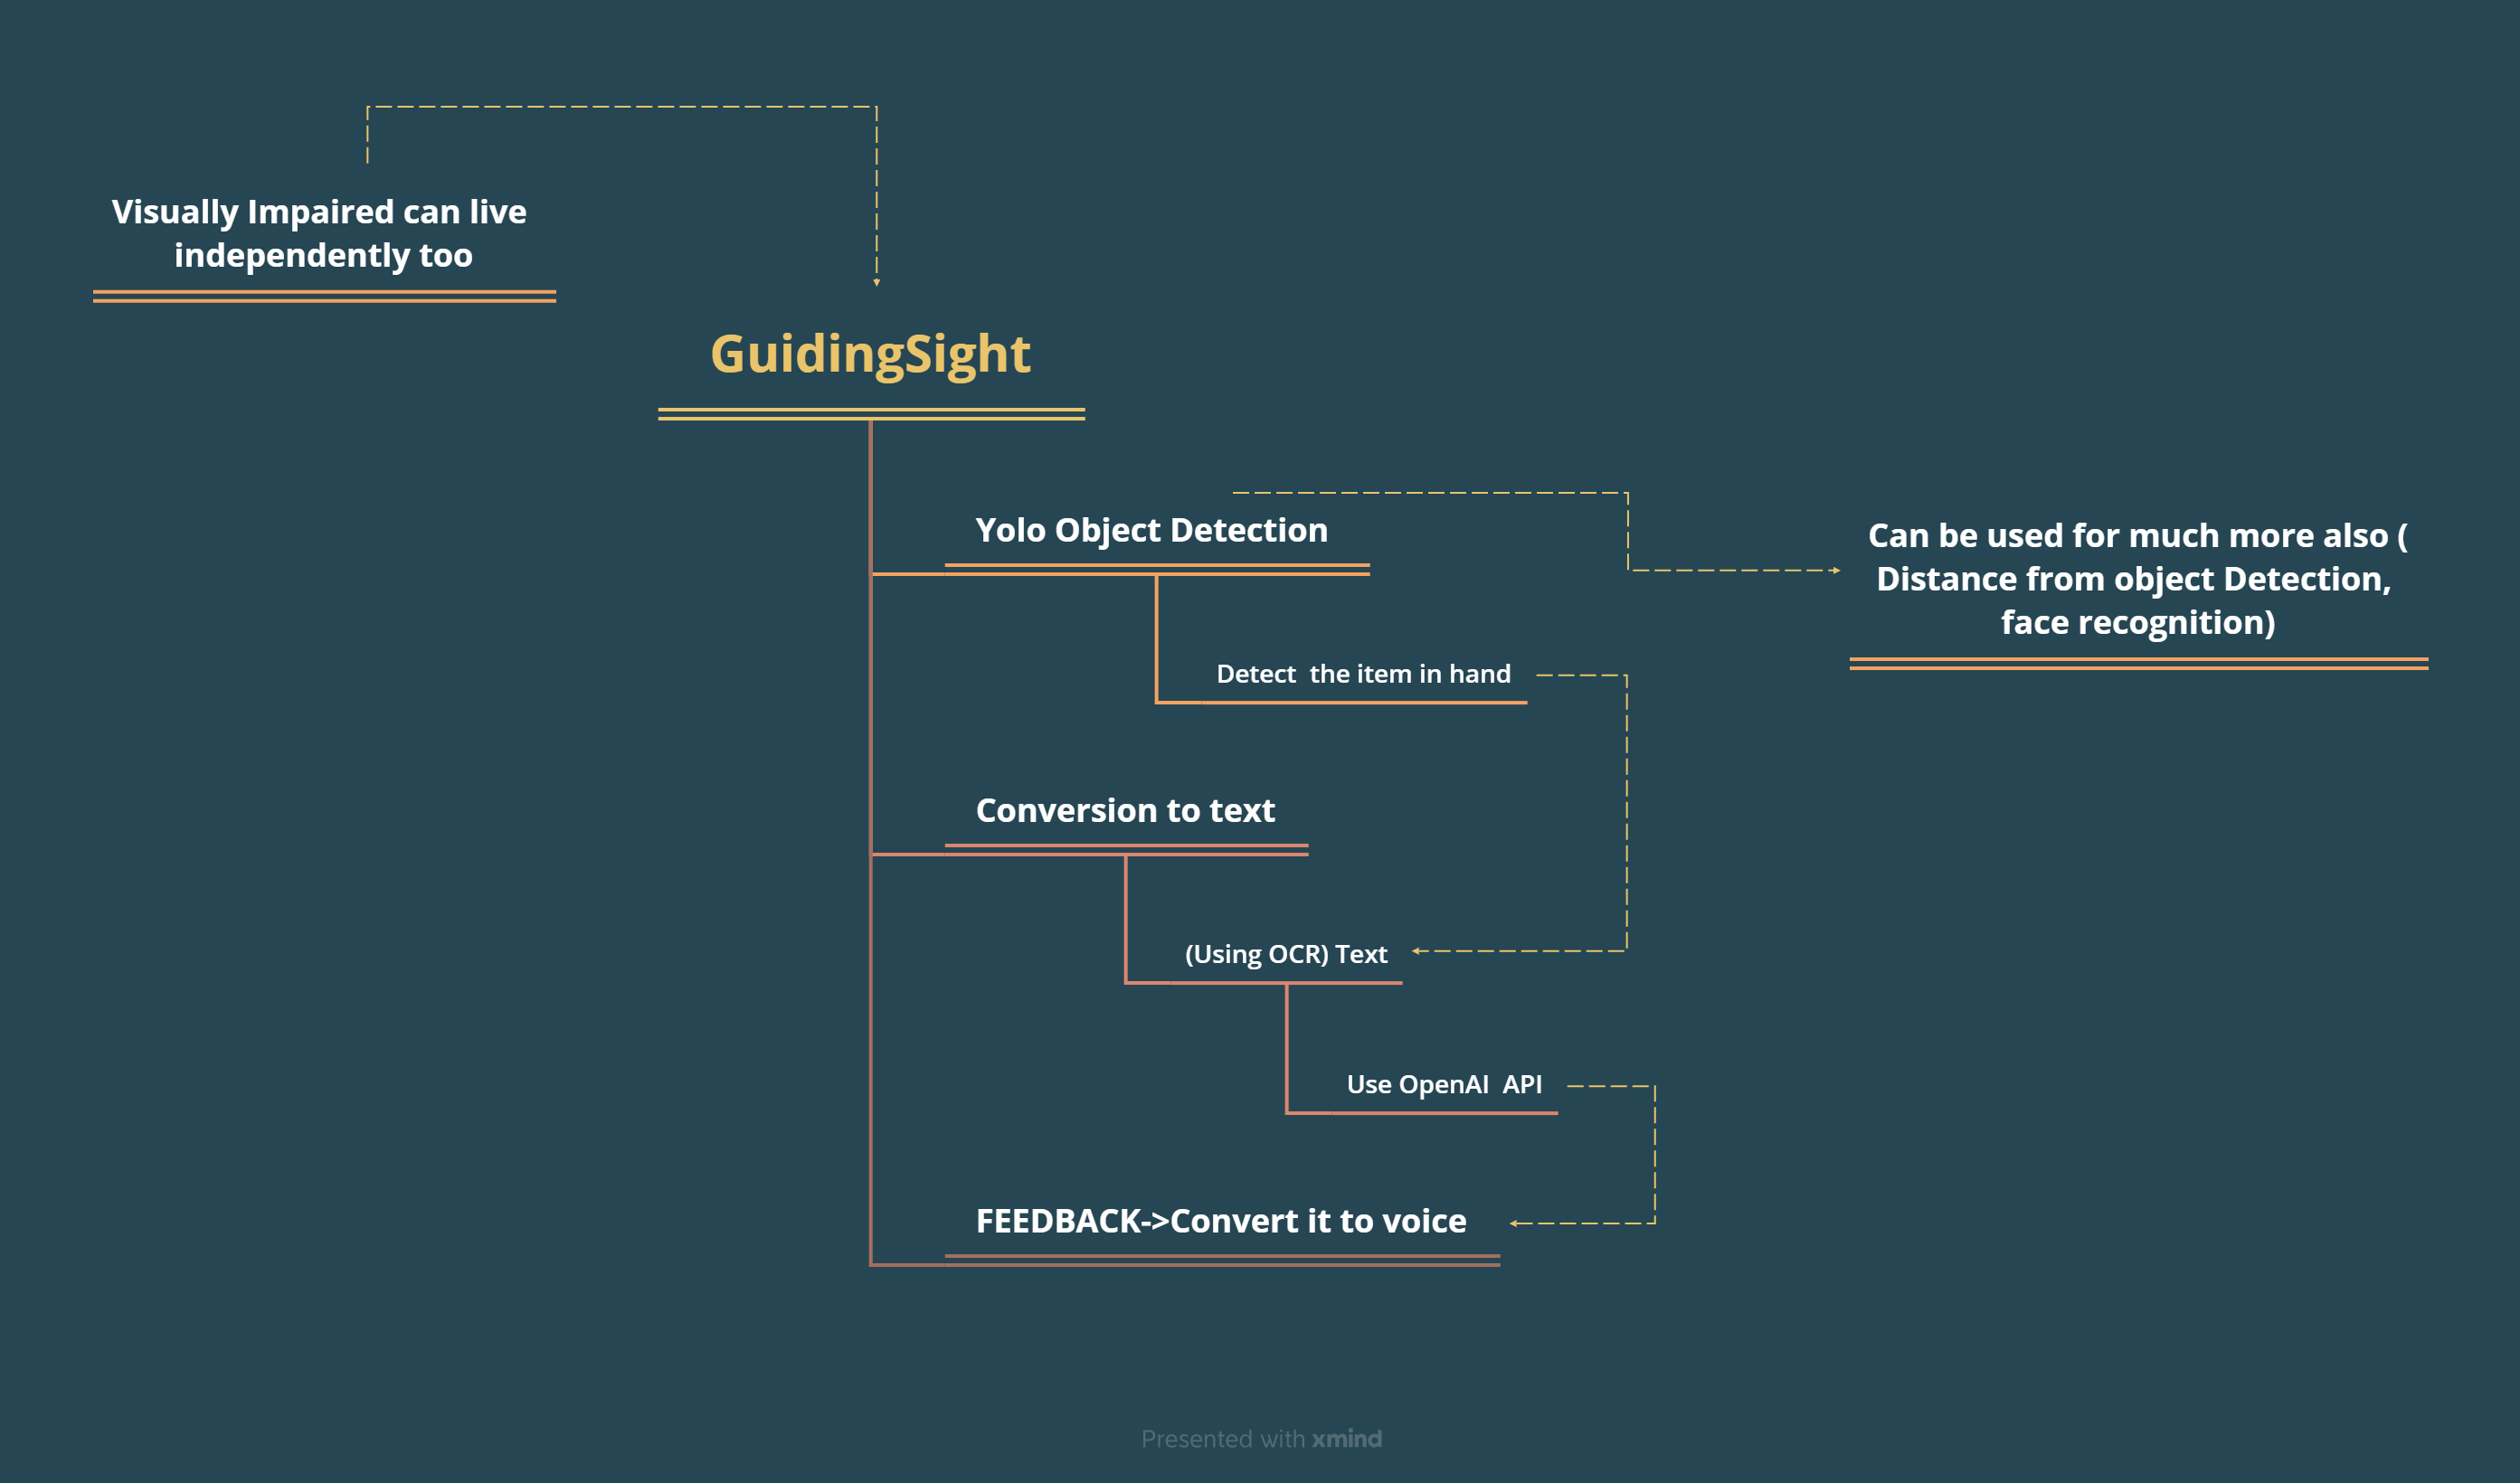 Visually Impaired can live
independently too
GuidingSight
Yolo Object Detection
Can be used for much more also (
Distance from object Detection,
face recognition)
Detect  the item in hand
Conversion to text
(Using OCR) Text
Use OpenAI  API
FEEDBACK->Convert it to voice
Presented with xmind